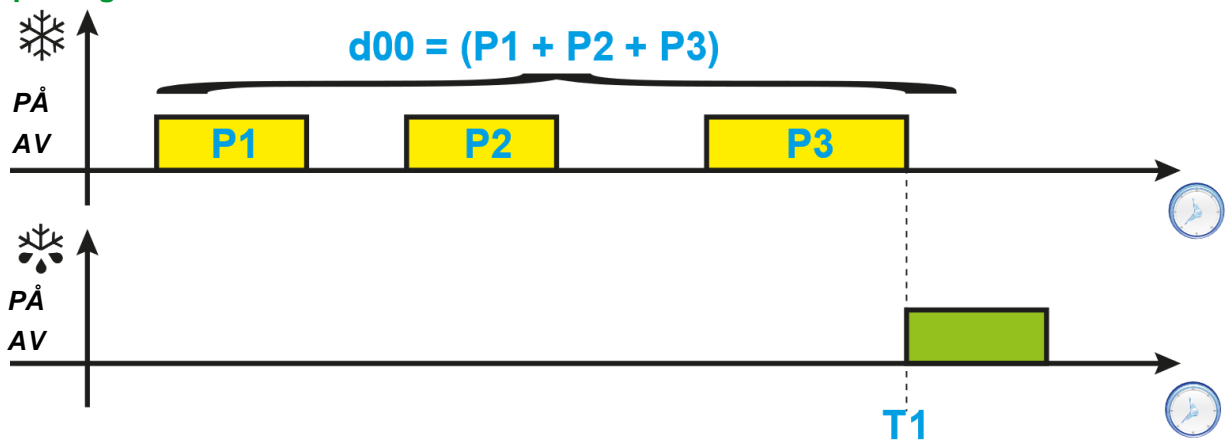 d00 = (P1 + P2 + P3)
PÅ
AV
P1 P2 P3
PÅ
AV
T1